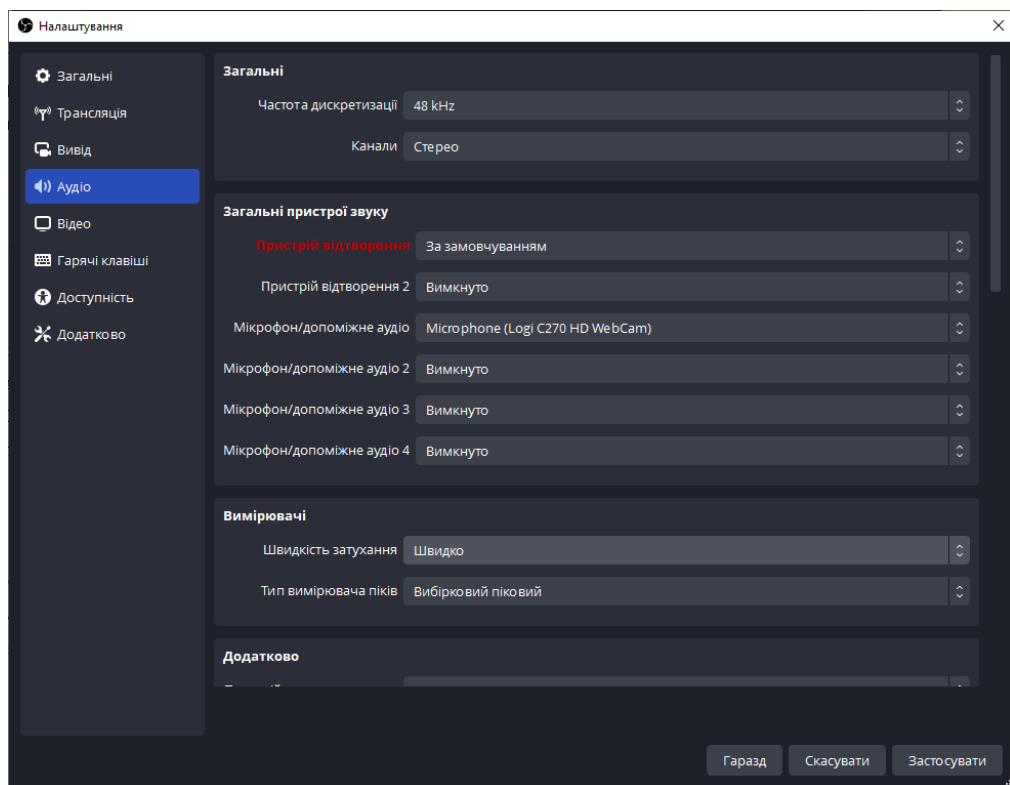 Налаштування
Загальні
Трансляція
Вивід
Аудіо
Відео
Гарячі клавіші
Доступність
Додатково
Загальні
Частота дискретизації 48 kHz
Канали Стерео
Загальні пристрої звуку
Пристрій відтворення За замовчуванням
Пристрій відтворення 2 Вимкнуто
Мікрофон/допоміжне аудіо Microphone (Logi C270 HD WebCam)
Мікрофон/допоміжне аудіо 2 Вимкнуто
Мікрофон/допоміжне аудіо 3 Вимкнуто
Мікрофон/допоміжне аудіо 4 Вимкнуто
Вимірювачі
Швидкість затухання Швидко
Тип вимірювача піків Вибірковий піковий
Додатково
Гаразд Скасувати Застосувати